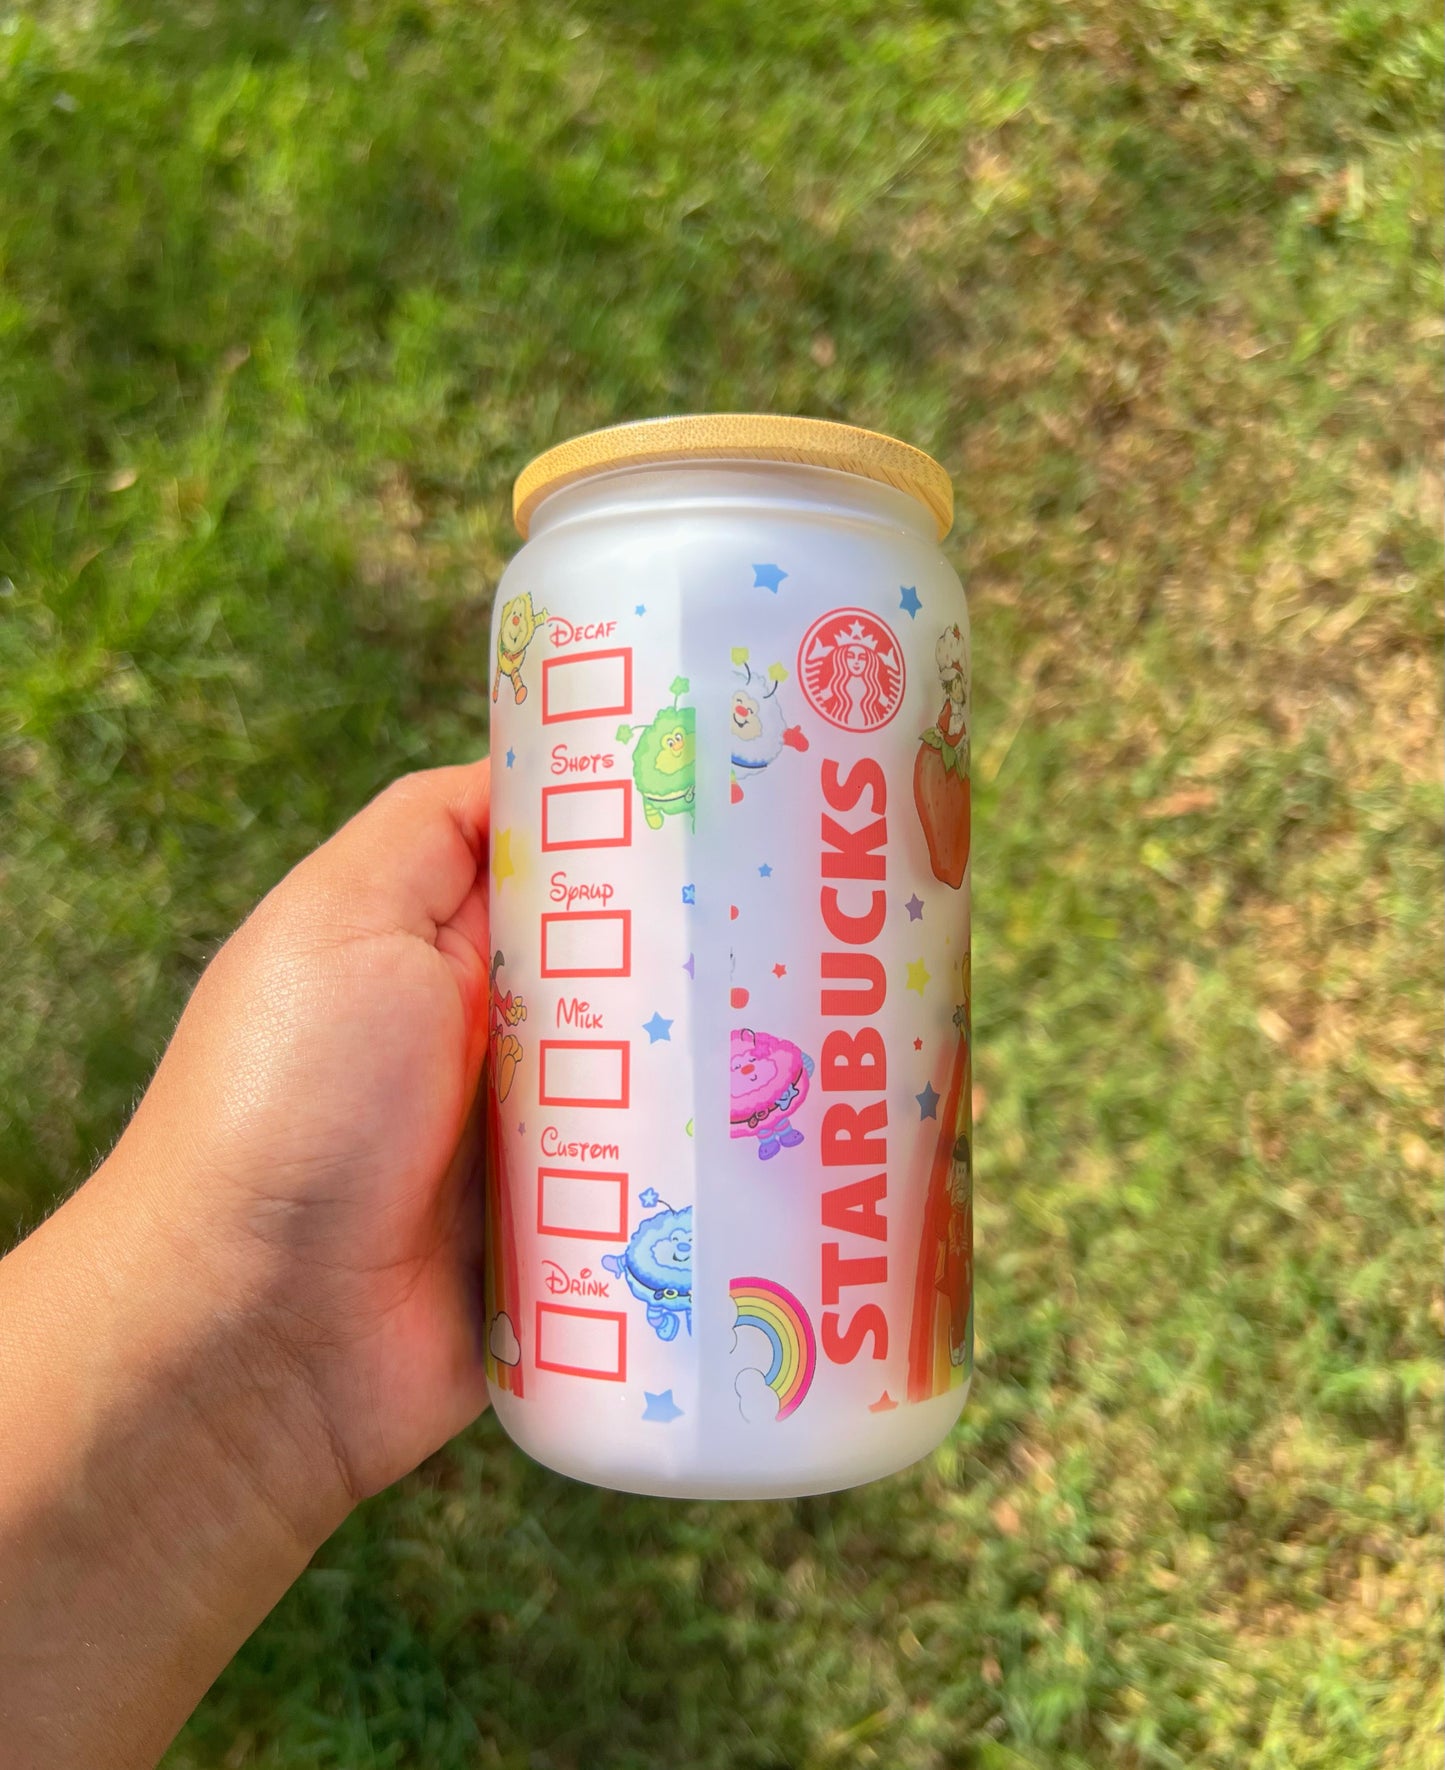 Decaf
Shots
Syrup
Milk
Custom
Drink
STARBUCKS